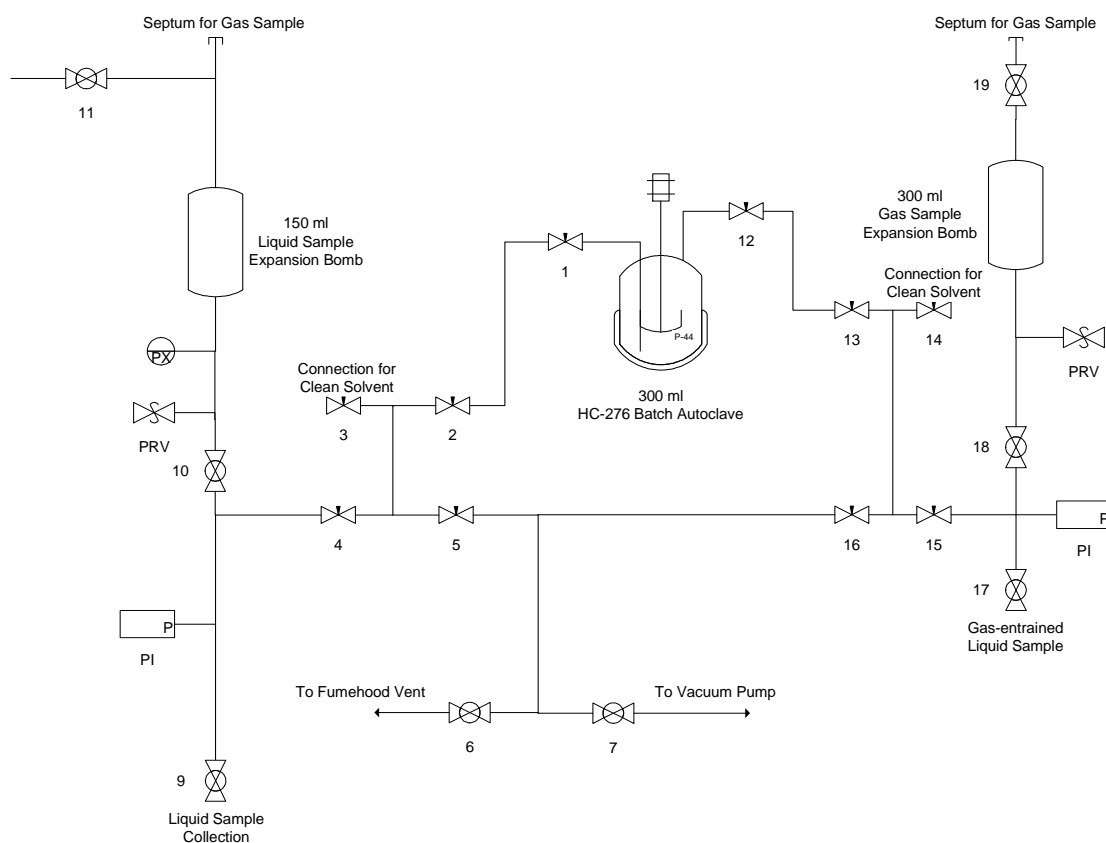 Septum for Gas Sample
Septum for Gas Sample
11
19
150 ml
Liquid Sample
Expansion Bomb
300 ml
Gas Sample
Expansion Bomb
12
1
Connection for
Clean Solvent
13
14
P-44
PX
PRV
Connection for
Clean Solvent
300 ml
HC-276 Batch Autoclave
3
2
PRV
10
18
4
5
16
15
P
PI
17
Gas-entrained
Liquid Sample
P
PI
To Fumehood Vent
To Vacuum Pump
6
7
9
Liquid Sample
Collection